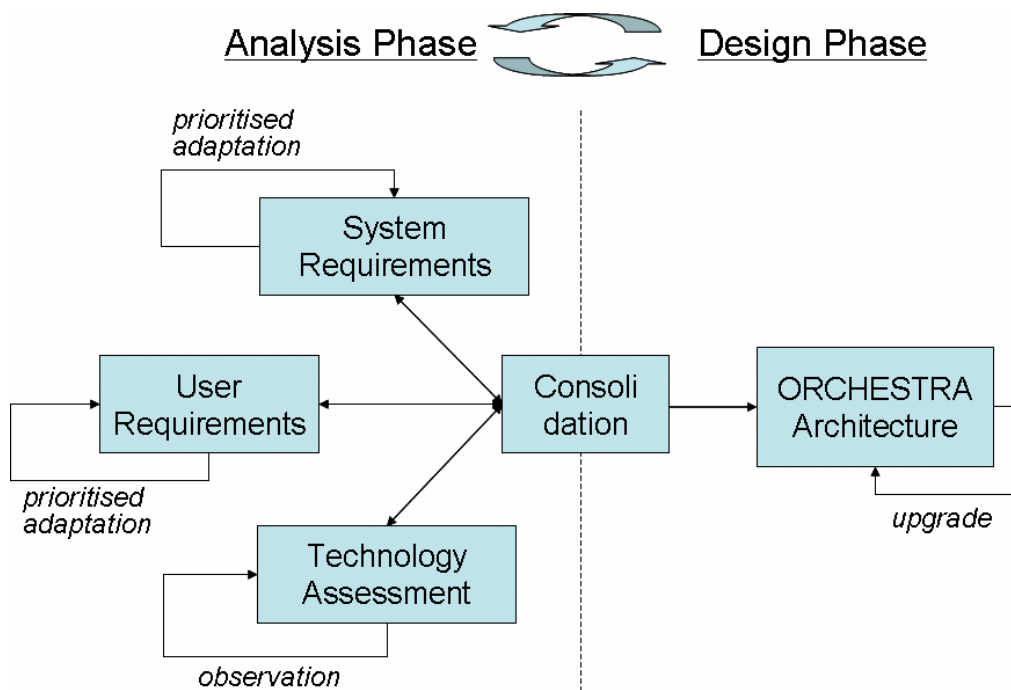 Analysis Phase
Design Phase
prioritised
adaptation
System
Requirements
User
Requirements
Consoli
dation
ORCHESTRA
Architecture
prioritised
adaptation
upgrade
Technology
Assessment
observation